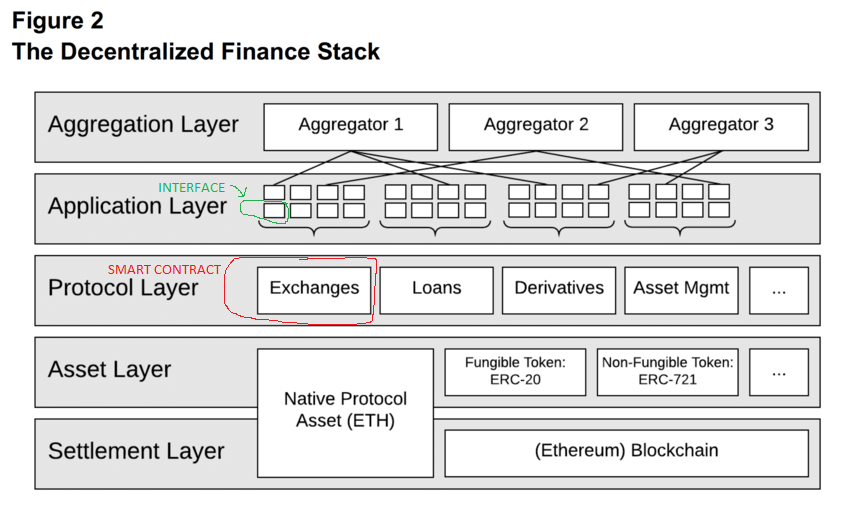 Figure 2
The Decentralized Finance Stack
Aggregation Layer
Aggregator 1
Aggregator 2
Aggregator 3
INTERFACE
Application Layer
SMART CONTRACT
Protocol Layer
Exchanges
Loans
Derivatives
Asset Mgmt
...
Asset Layer
Native Protocol
Asset (ETH)
Fungible Token:
ERC-20
Non-Fungible Token:
ERC-721
...
Settlement Layer
(Ethereum) Blockchain